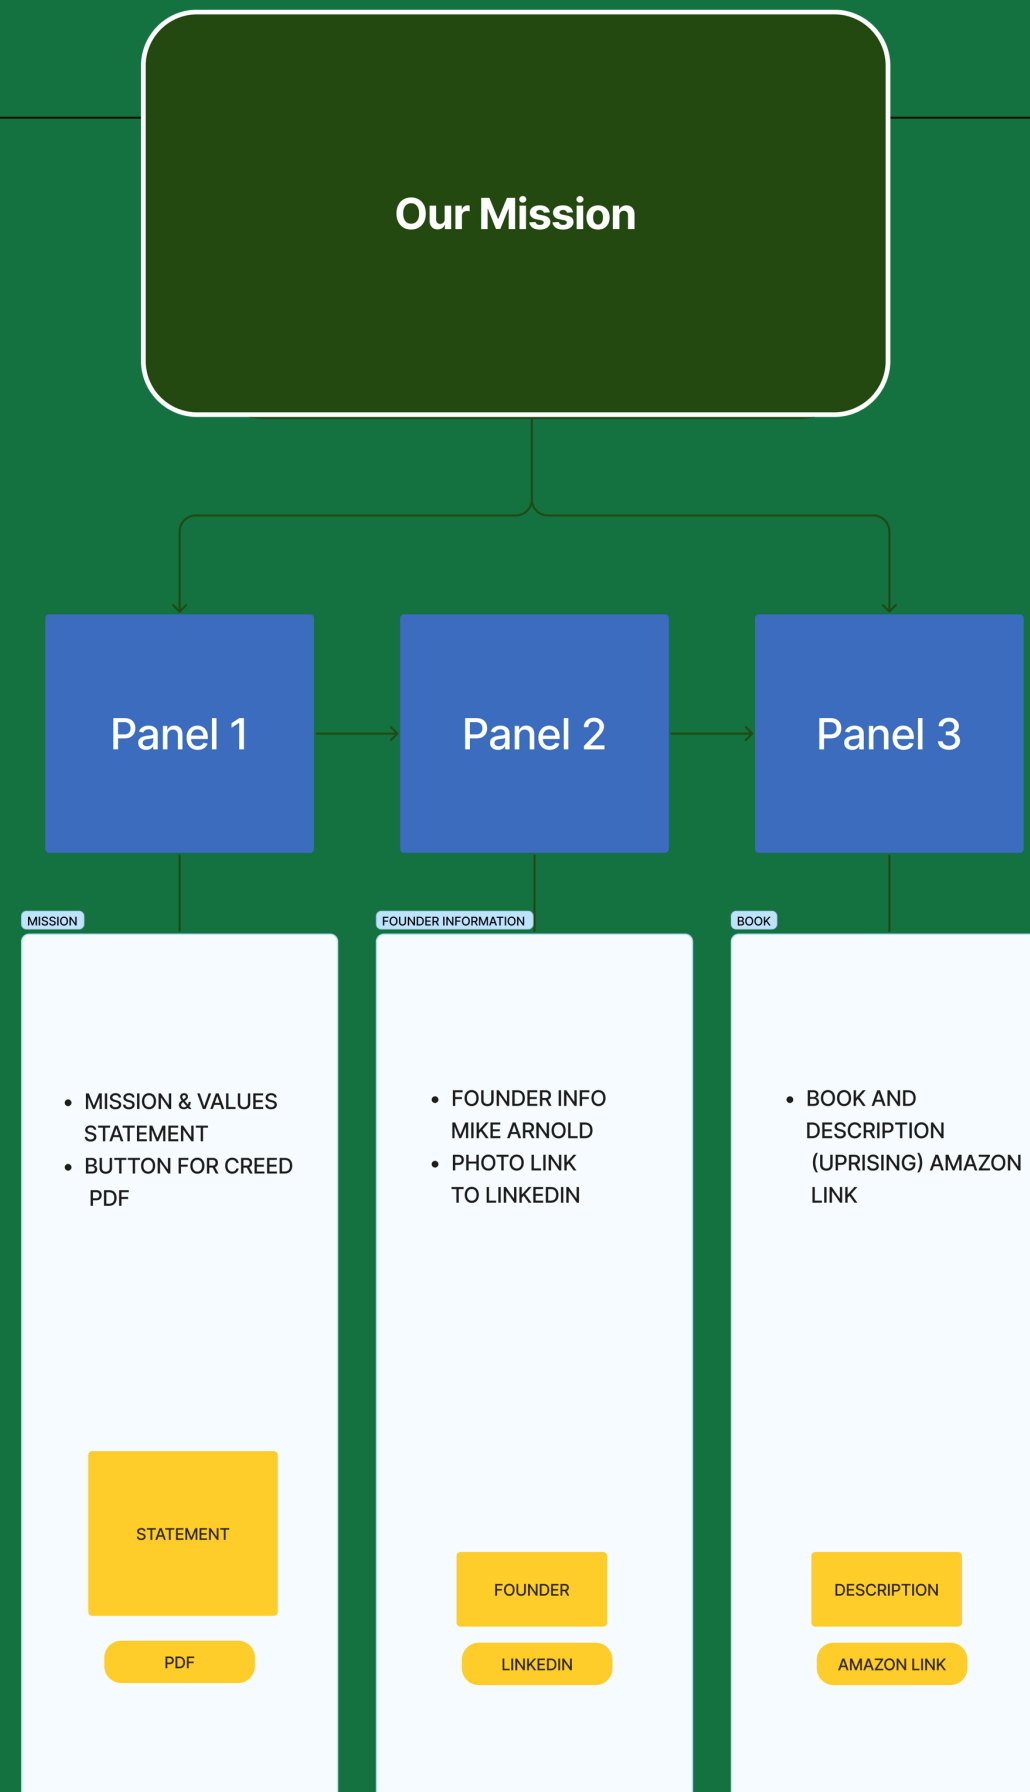 Our Mission
Panel 1
Panel 2
Panel 3
MISSION
FOUNDER INFORMATION
BOOK
• MISSION & VALUES
STATEMENT
• BUTTON FOR CREED
PDF
• FOUNDER INFO
MIKE ARNOLD
• PHOTO LINK
TO LINKEDIN
• BOOK AND
DESCRIPTION
(UPRISING) AMAZON
LINK
STATEMENT
PDF
FOUNDER
LINKEDIN
DESCRIPTION
AMAZON LINK